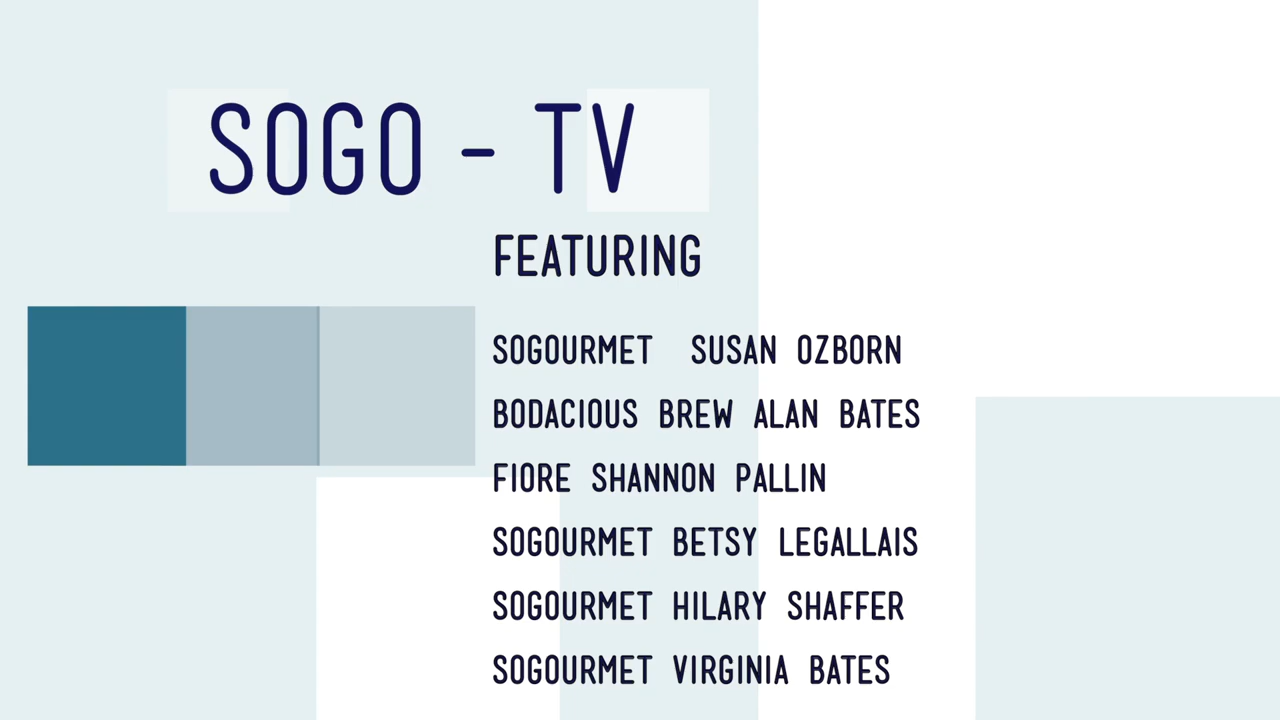 SOGO - TV
FEATURING
SOGOURMET SUSAN OZBORN
BODACIOUS BREW ALAN BATES
FIORE SHANNON PALLIN
SOGOURMET BETSY LEGALLAIS
SOGOURMET HILARY SHAFFER
SOGOURMET VIRGINIA BATES